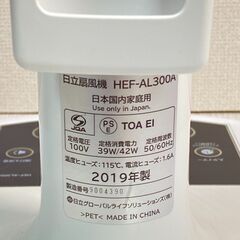 日立扇風機 HEF-AL300A
日本国内家庭用
Use only in Japan
JQA
PS E TOA EI
定格電圧 定格消費電力 定格周波数
100V 39W/42W 50/60Hz
温度ヒューズ:115℃、電流ヒューズ:1.6A
2019年製
製造番号 9004390
日立グローバルライフソリューションズ(株)
>PET< MADE IN CHINA